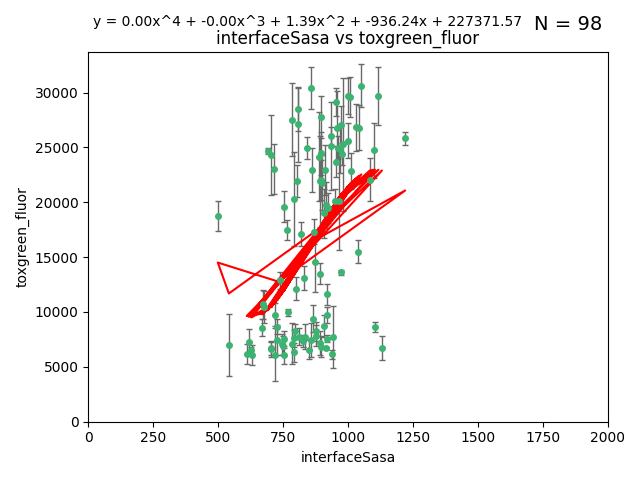 y = 0.00x^4 + -0.00x^3 + 1.39x^2 + -936.24x + 227371.57
N = 98
interfaceSasa vs toxgreen_fluor
30000
25000
20000
15000
10000
5000
0
toxgreen_fluor
0 250 500 750 1000 1250 1500 1750 2000
interfaceSasa